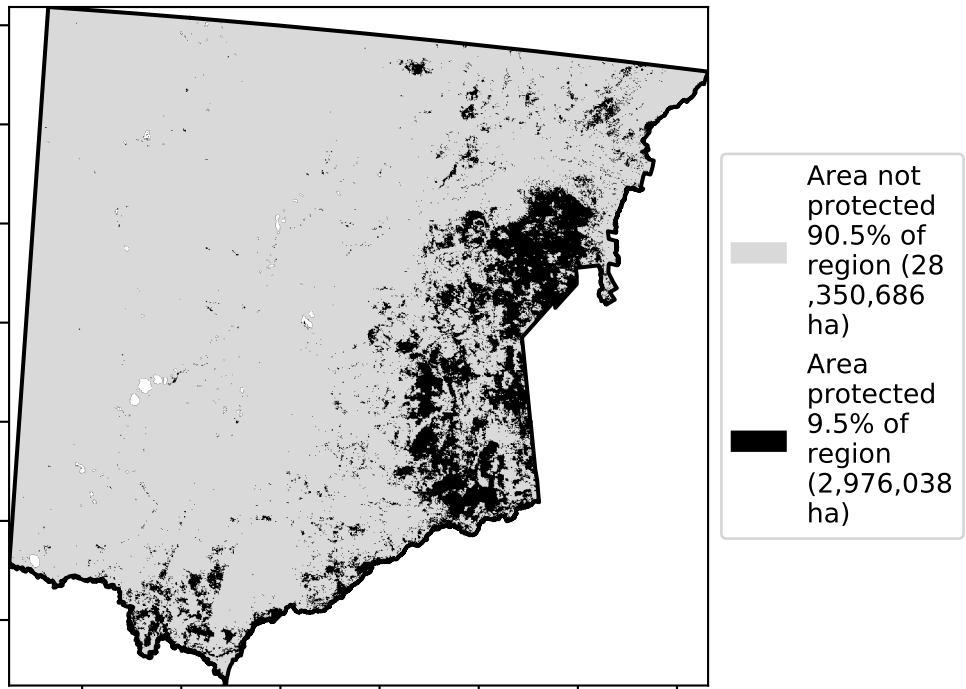 Area not
protected
90.5% of
region (28
,350,686
ha)
Area
protected
9.5% of
region
(2,976,038
ha)